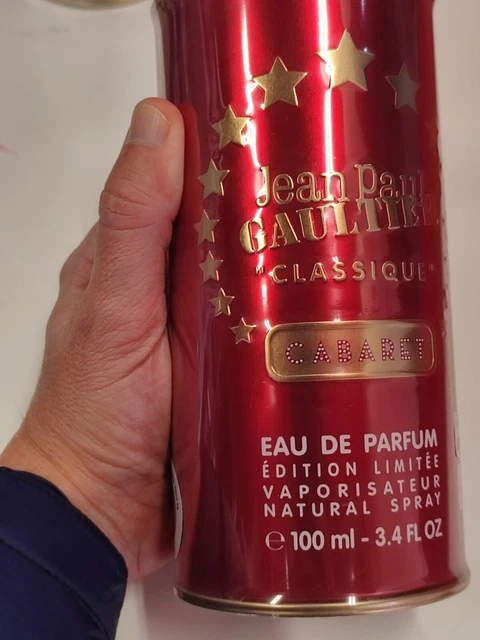 Jean Paul
GAULTIER
"CLASSIQUE"
CABARET
EAU DE PARFUM
ÉDITION LIMITÉE
VAPORISATEUR
NATURAL SPRAY
℮ 100 ml - 3.4 FL OZ